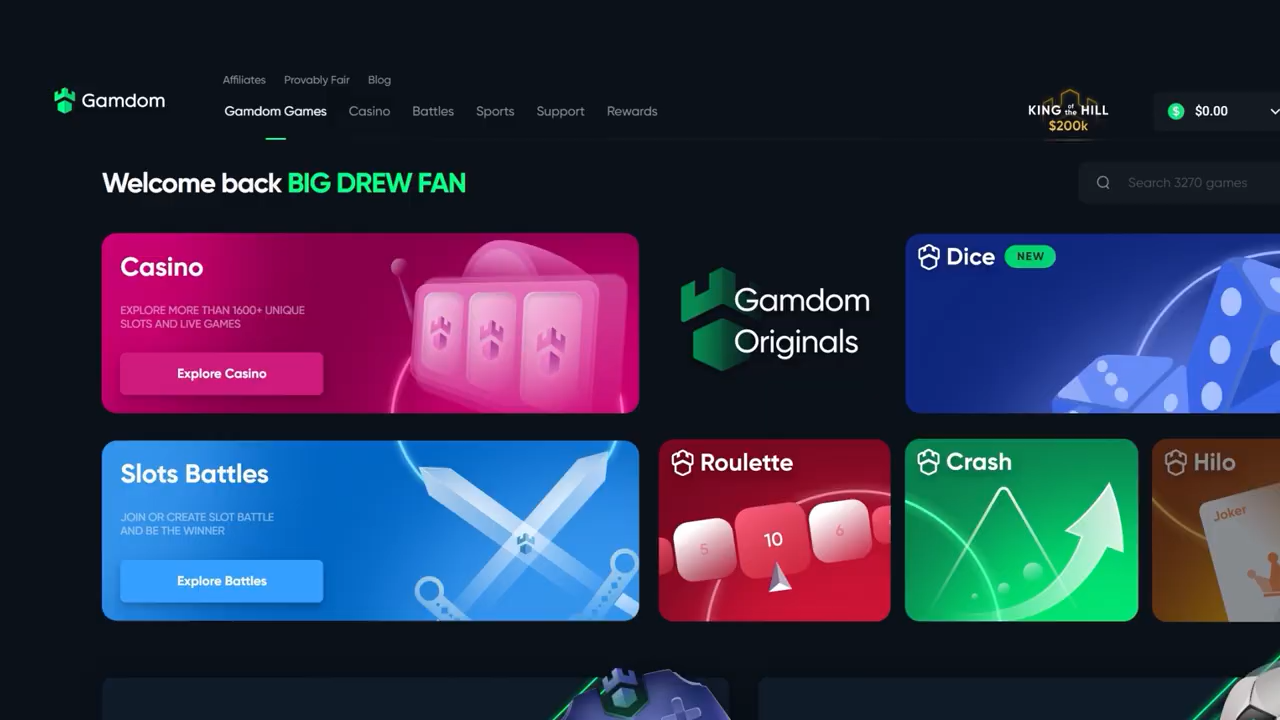 Affiliates Provably Fair Blog
Gamdom
Gamdom Games Casino Battles Sports Support Rewards
KING of the HILL
$200k
$ $0.00
Welcome back BIG DREW FAN
Search 3270 games
Casino
EXPLORE MORE THAN 1600+ UNIQUE
SLOTS AND LIVE GAMES
Explore Casino
Gamdom
Originals
Dice NEW
Slots Battles
JOIN OR CREATE SLOT BATTLE
AND BE THE WINNER
Explore Battles
Roulette
5 10 6
Crash
Hilo
Joker